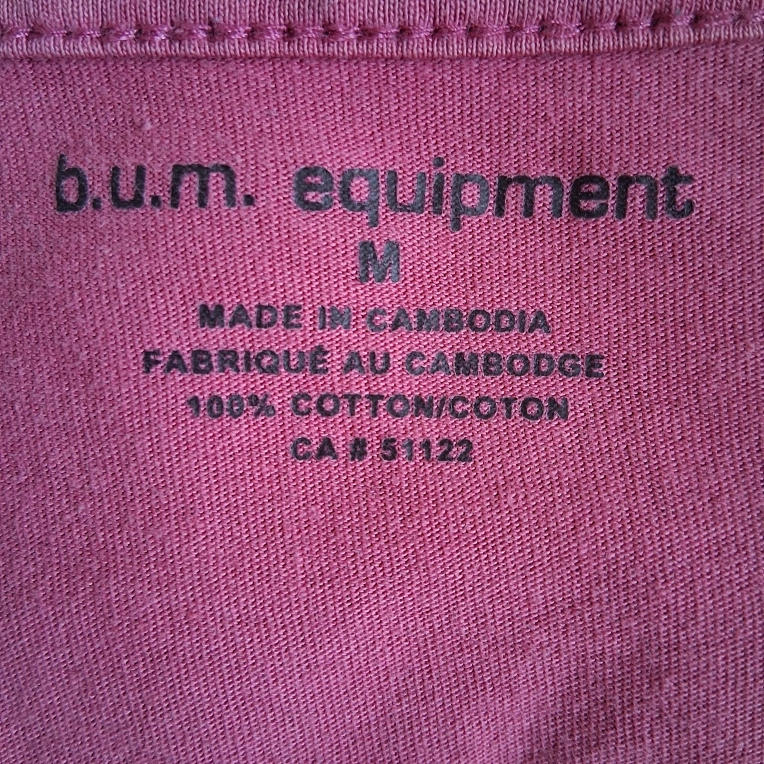 b.u.m. equipment
M
MADE IN CAMBODIA
FABRIQUÉ AU CAMBODGE
100% COTTON/COTON
CA # 51122